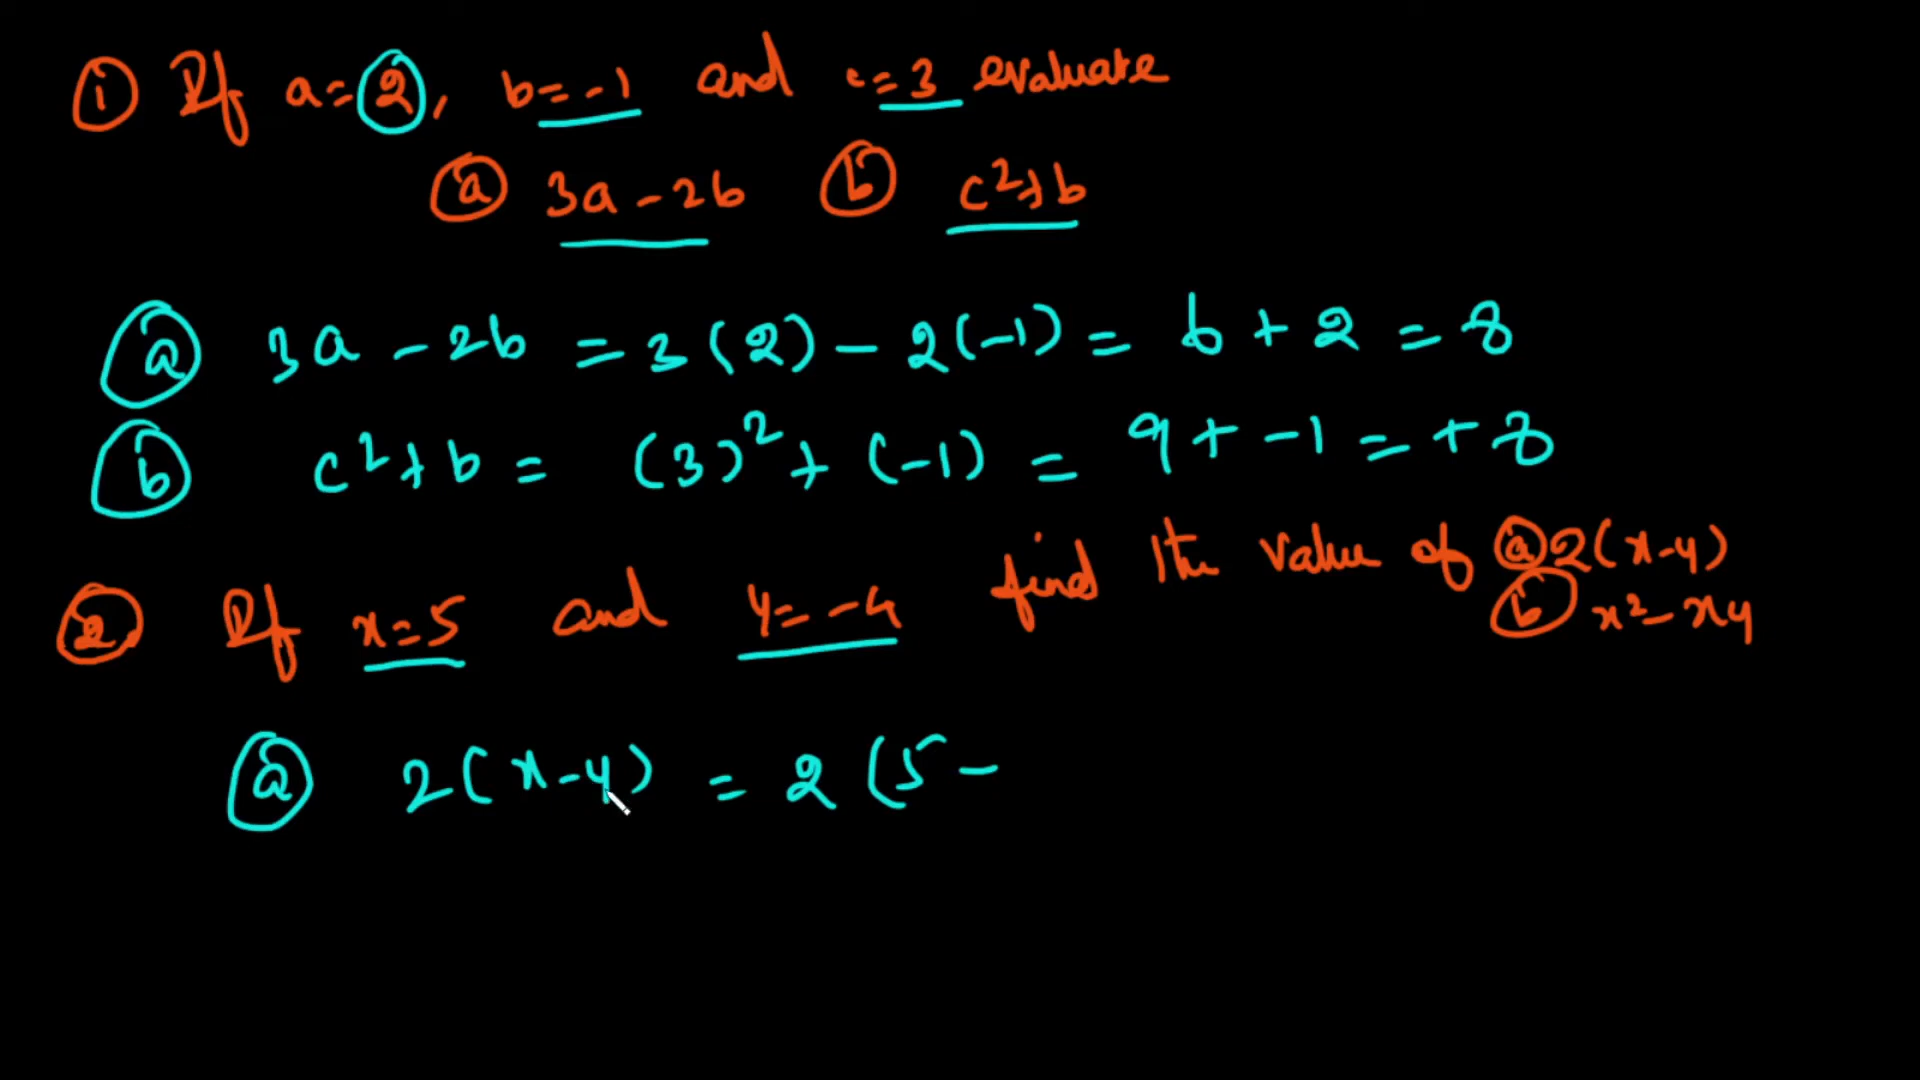 ① If a=2, b=-1 and c=3 evaluate
ⓐ 3a-2b ⓑ c²+b
ⓐ 3a-2b = 3(2)-2(-1) = 6+2 = 8
ⓑ c²+b = (3)²+(-1) = 9+-1 = +8
② If x=5 and y=-4 find the value of ⓐ 2(x-y)
ⓑ x²-xy
ⓐ 2(x-y) = 2(5-